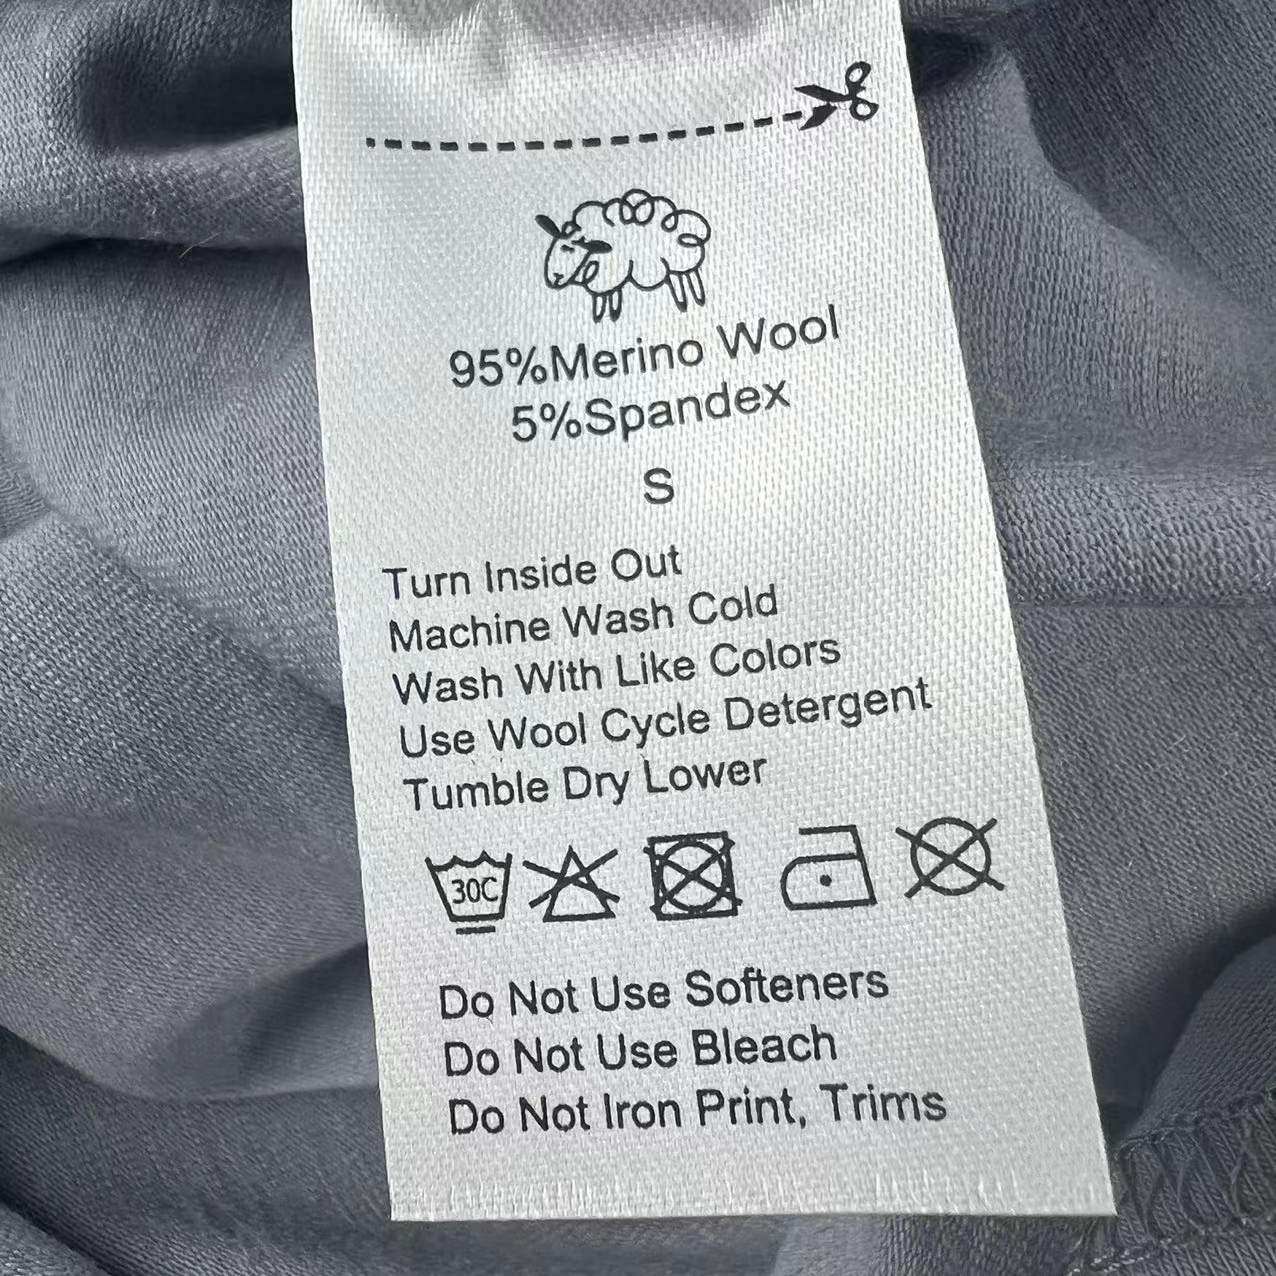 95%Merino Wool
5%Spandex
S
Turn Inside Out
Machine Wash Cold
Wash With Like Colors
Use Wool Cycle Detergent
Tumble Dry Lower
30C
Do Not Use Softeners
Do Not Use Bleach
Do Not Iron Print, Trims